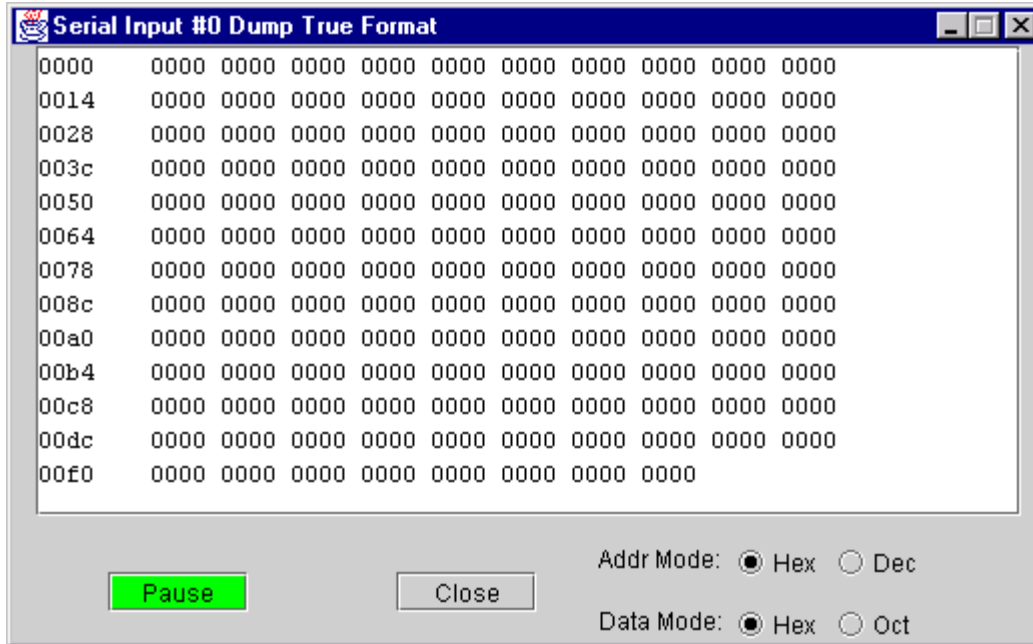 Serial Input #0 Dump True Format
0000 0000 0000 0000 0000 0000 0000 0000 0000 0000 0000
0014 0000 0000 0000 0000 0000 0000 0000 0000 0000 0000
0028 0000 0000 0000 0000 0000 0000 0000 0000 0000 0000
003c 0000 0000 0000 0000 0000 0000 0000 0000 0000 0000
0050 0000 0000 0000 0000 0000 0000 0000 0000 0000 0000
0064 0000 0000 0000 0000 0000 0000 0000 0000 0000 0000
0078 0000 0000 0000 0000 0000 0000 0000 0000 0000 0000
008c 0000 0000 0000 0000 0000 0000 0000 0000 0000 0000
00a0 0000 0000 0000 0000 0000 0000 0000 0000 0000 0000
00b4 0000 0000 0000 0000 0000 0000 0000 0000 0000 0000
00c8 0000 0000 0000 0000 0000 0000 0000 0000 0000 0000
00dc 0000 0000 0000 0000 0000 0000 0000 0000 0000 0000
00f0 0000 0000 0000 0000 0000 0000 0000 0000
Pause
Close
Addr Mode: Hex Dec
Data Mode: Hex Oct